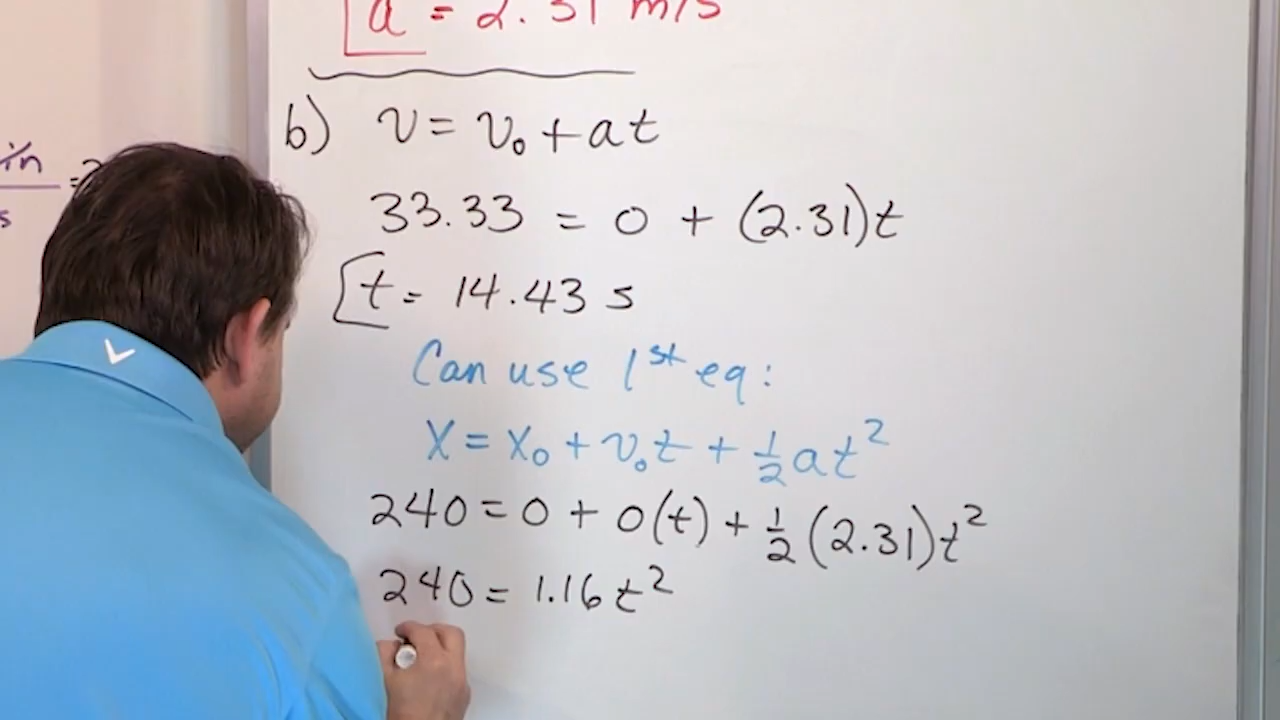 a = 2.31 m/s
b) v = v₀ + at
33.33 = 0 + (2.31)t
t = 14.43 s
Can use 1st eq:
x = x₀ + v₀t + ½at²
240 = 0 + 0(t) + ½(2.31)t²
240 = 1.16t²